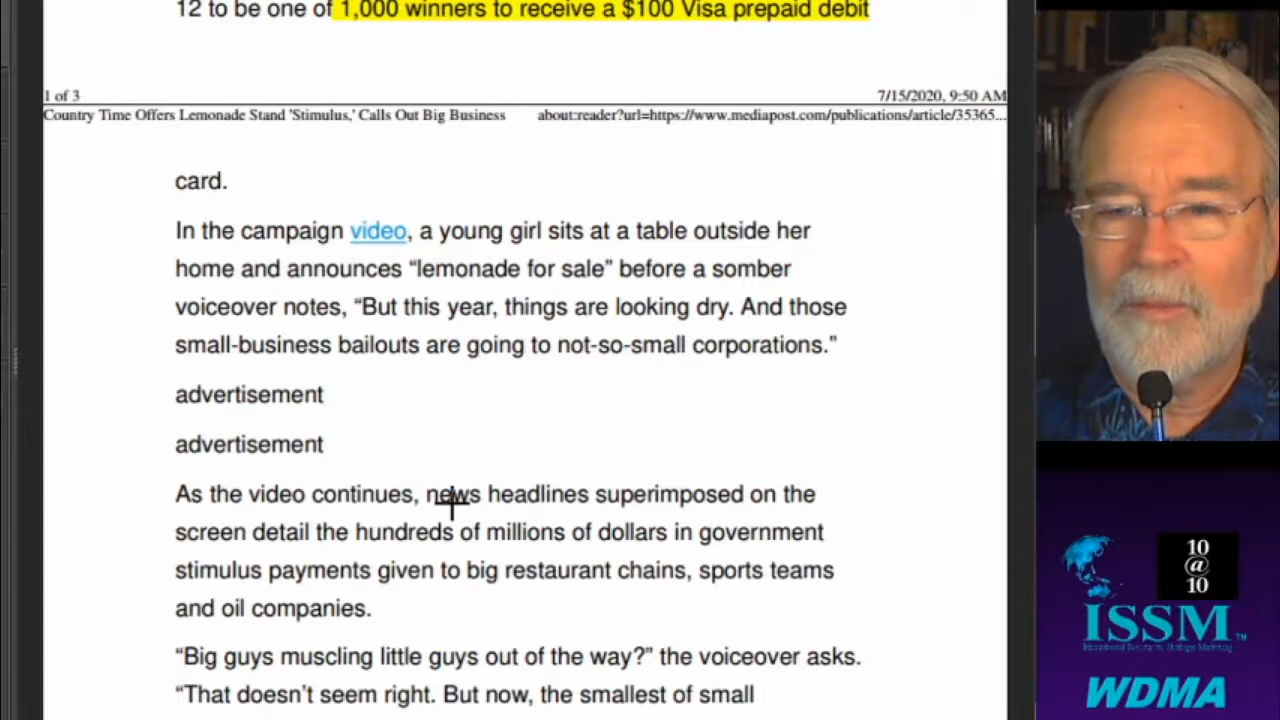 12 to be one of 1,000 winners to receive a $100 Visa prepaid debit
1 of 3
7/15/2020, 9:50 AM
Country Time Offers Lemonade Stand 'Stimulus,' Calls Out Big Business
about:reader?url=https://www.mediapost.com/publications/article/35365...
card.
In the campaign video, a young girl sits at a table outside her
home and announces “lemonade for sale” before a somber
voiceover notes, “But this year, things are looking dry. And those
small-business bailouts are going to not-so-small corporations.”
advertisement
advertisement
As the video continues, news headlines superimposed on the
screen detail the hundreds of millions of dollars in government
stimulus payments given to big restaurant chains, sports teams
and oil companies.
“Big guys muscling little guys out of the way?” the voiceover asks.
“That doesn’t seem right. But now, the smallest of small
10
@
10
ISSM™
International Society for Strategic Marketing
WDMA